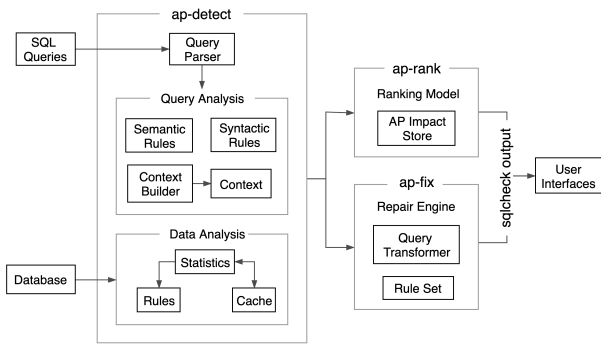 ap-detect
SQL
Queries
Query
Parser
Query Analysis
Semantic
Rules
Syntactic
Rules
Context
Builder
Context
Data Analysis
Statistics
Rules
Cache
Database
ap-rank
Ranking Model
AP Impact
Store
ap-fix
Repair Engine
Query
Transformer
Rule Set
sqlcheck output
User
Interfaces